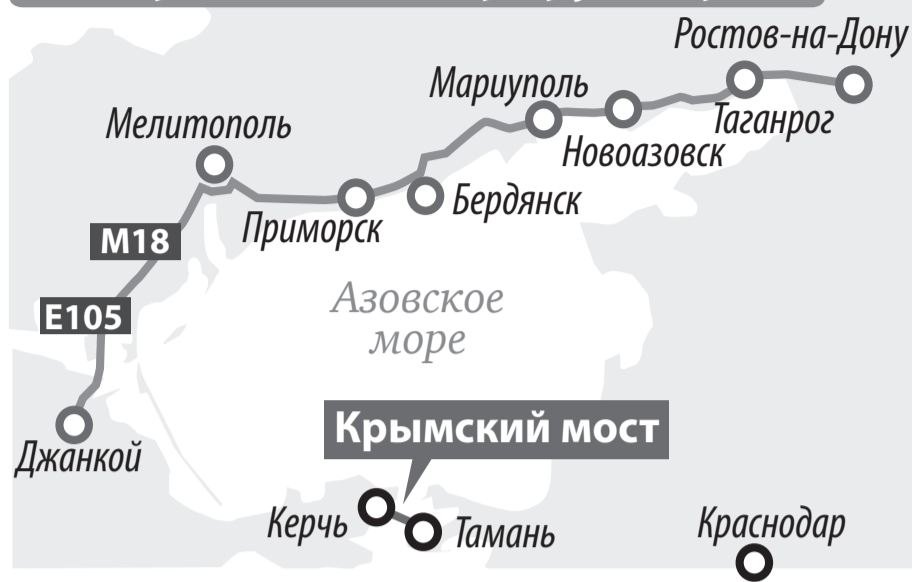 Ростов-на-Дону
Мариуполь
Таганрог
Мелитополь
Новоазовск
Бердянск
Приморск
М18
Азовское
море
Е105
Крымский мост
Джанкой
Керчь
Тамань
Краснодар